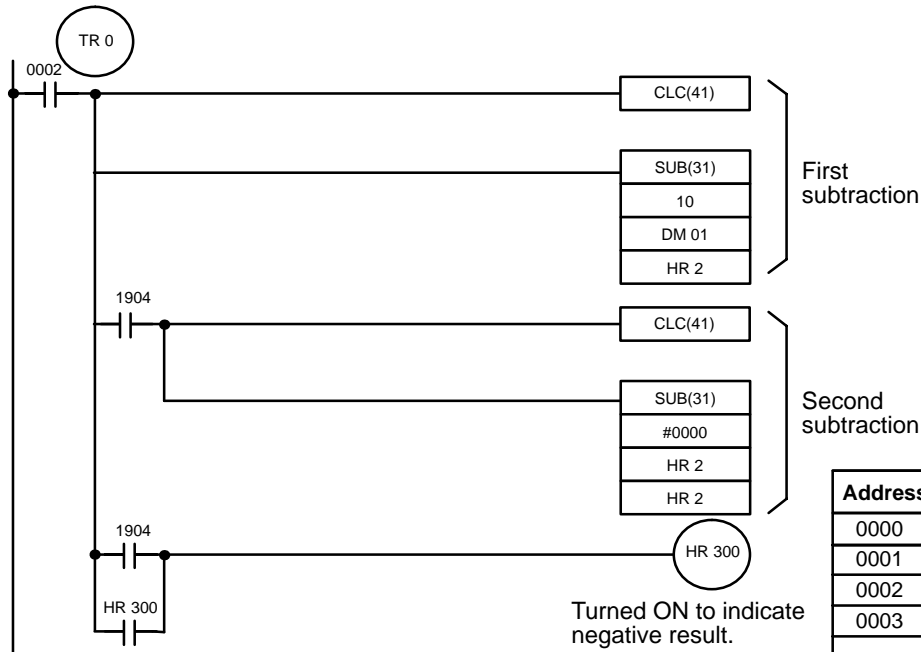 TR 0
0002
CLC(41)
SUB(31)
10
DM 01
HR 2
First
subtraction
1904
CLC(41)
SUB(31)
#0000
HR 2
HR 2
Second
subtraction
1904
HR 300
HR 300
Turned ON to indicate
negative result.
Address
0000
0001
0002
0003